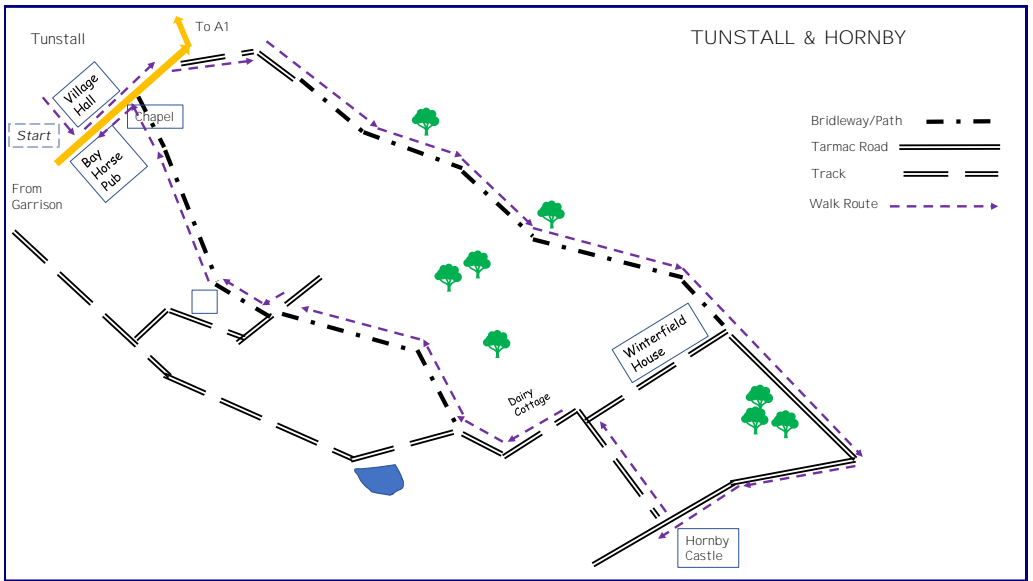 TUNSTALL & HORNBY
To A1
Tunstall
Village
Hall
Chapel
Start
Bay
Horse
Pub
From
Garrison
Bridleway/Path
Tarmac Road
Track
Walk Route
Winterfield
House
Dairy
Cottage
Hornby
Castle